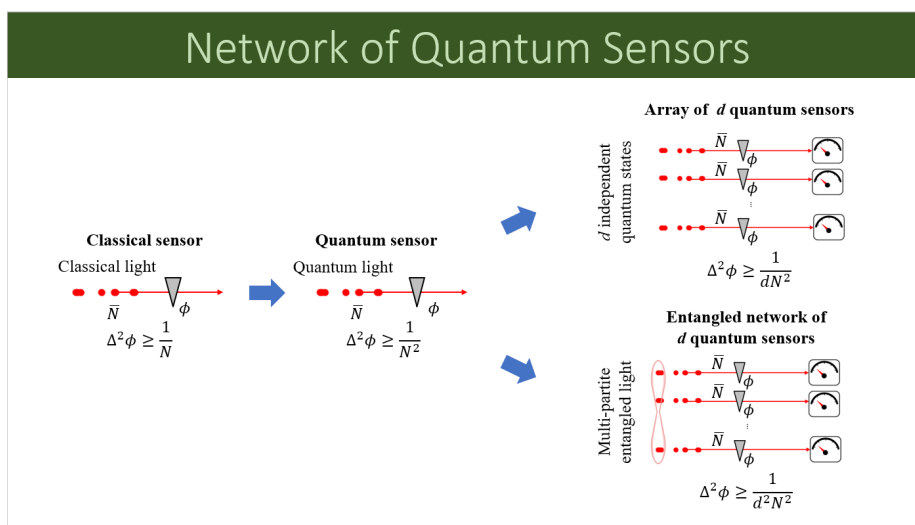 Network of Quantum Sensors
Classical sensor
Classical light
N̅
ϕ
Δ²ϕ ≥ 1/N
Quantum sensor
Quantum light
N̅
ϕ
Δ²ϕ ≥ 1/N²
Array of d quantum sensors
d independent
quantum states
N̅
ϕ
N̅
ϕ
...
N̅
ϕ
Δ²ϕ ≥ 1/dN²
Entangled network of
d quantum sensors
Multi-partite
entangled light
N̅
ϕ
N̅
ϕ
...
N̅
ϕ
Δ²ϕ ≥ 1/d²N²